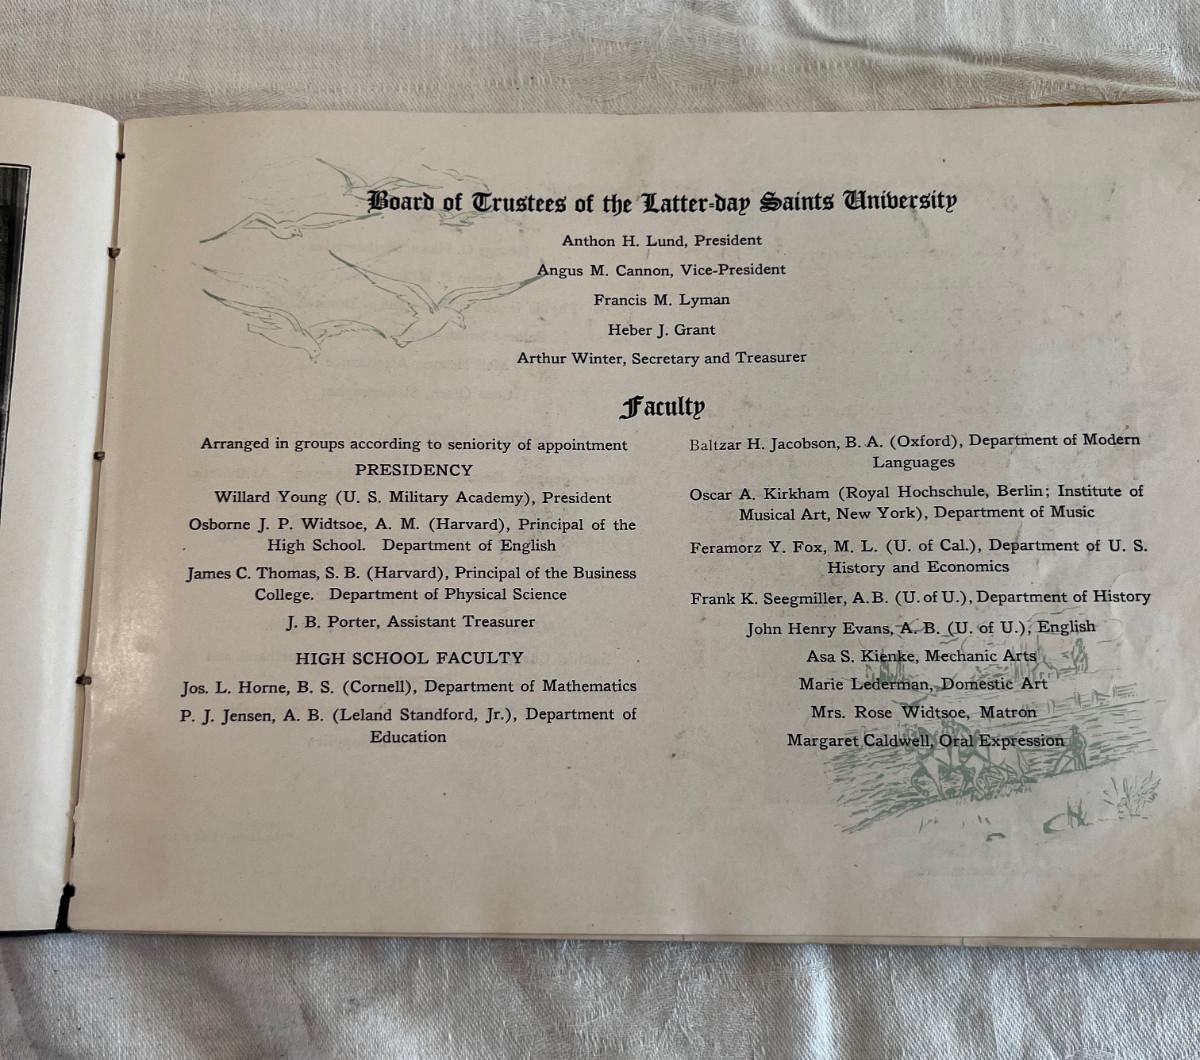 Board of Trustees of the Latter-day Saints University
Anthon H. Lund, President
Angus M. Cannon, Vice-President
Francis M. Lyman
Heber J. Grant
Arthur Winter, Secretary and Treasurer
Faculty
Arranged in groups according to seniority of appointment
PRESIDENCY
Willard Young (U. S. Military Academy), President
Osborne J. P. Widtsoe, A. M. (Harvard), Principal of the
High School. Department of English
James C. Thomas, S. B. (Harvard), Principal of the Business
College. Department of Physical Science
J. B. Porter, Assistant Treasurer
HIGH SCHOOL FACULTY
Jos. L. Horne, B. S. (Cornell), Department of Mathematics
P. J. Jensen, A. B. (Leland Standford, Jr.), Department of
Education
Baltzar H. Jacobson, B. A. (Oxford), Department of Modern
Languages
Oscar A. Kirkham (Royal Hochschule, Berlin; Institute of
Musical Art, New York), Department of Music
Feramorz Y. Fox, M. L. (U. of Cal.), Department of U. S.
History and Economics
Frank K. Seegmiller, A.B. (U. of U.), Department of History
John Henry Evans, A. B. (U. of U.), English
Asa S. Kienke, Mechanic Arts
Marie Lederman, Domestic Art
Mrs. Rose Widtsoe, Matron
Margaret Caldwell, Oral Expression